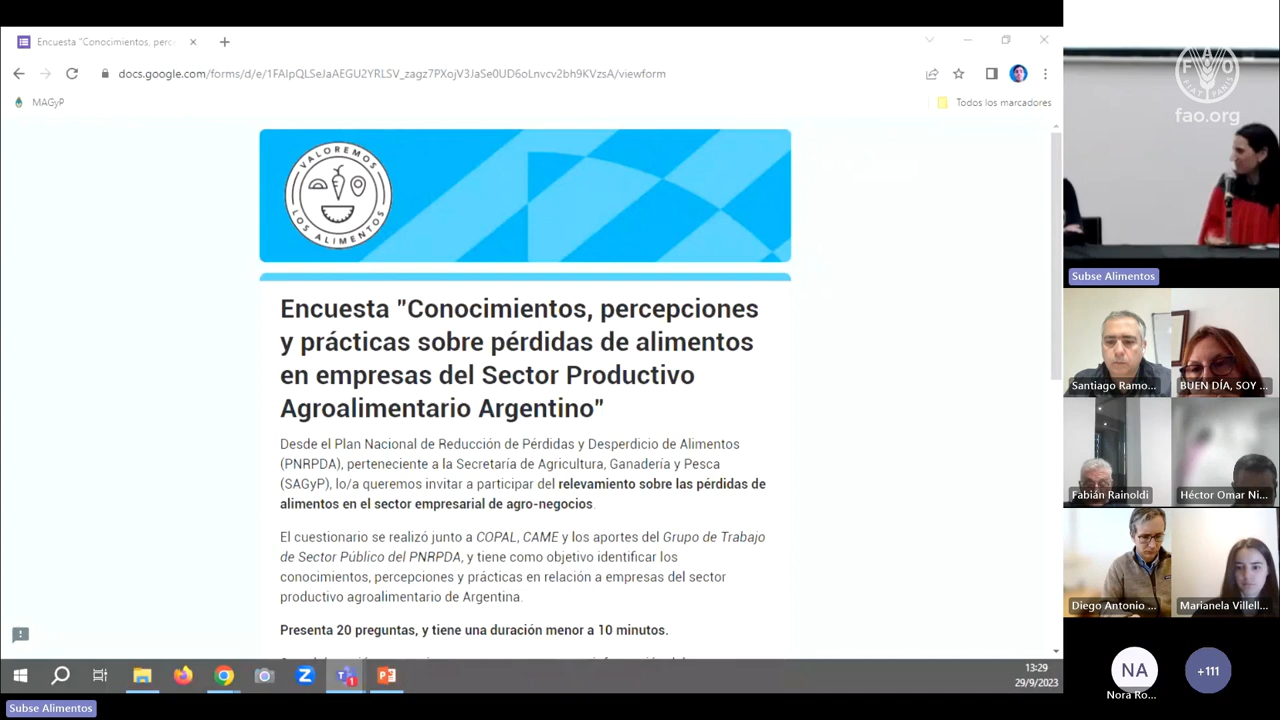 Encuesta "Conocimientos, perc
docs.google.com/forms/d/e/1FAIpQLSeJaAEGU2YRLSV_zagz7PXojV3JaSe0UD6oLnvcv2bh9KVzsA/viewform
MAGyP
Todos los marcadores
VALOREMOS
LOS ALIMENTOS
Encuesta "Conocimientos, percepciones
y prácticas sobre pérdidas de alimentos
en empresas del Sector Productivo
Agroalimentario Argentino"
Desde el Plan Nacional de Reducción de Pérdidas y Desperdicio de Alimentos
(PNRPDA), perteneciente a la Secretaría de Agricultura, Ganadería y Pesca
(SAGyP), lo/a queremos invitar a participar del relevamiento sobre las pérdidas de
alimentos en el sector empresarial de agro-negocios.
El cuestionario se realizó junto a COPAL, CAME y los aportes del Grupo de Trabajo
de Sector Público del PNRPDA, y tiene como objetivo identificar los
conocimientos, percepciones y prácticas en relación a empresas del sector
productivo agroalimentario de Argentina.
Presenta 20 preguntas, y tiene una duración menor a 10 minutos.
13:29
29/9/2023
Subse Alimentos
FAO
FIAT PANIS
fao.org
Subse Alimentos
Santiago Ramo...
BUEN DÍA, SOY ...
Fabián Rainoldi
Héctor Omar Ni...
Diego Antonio ...
Marianela Villell...
NA
Nora Ro...
+111